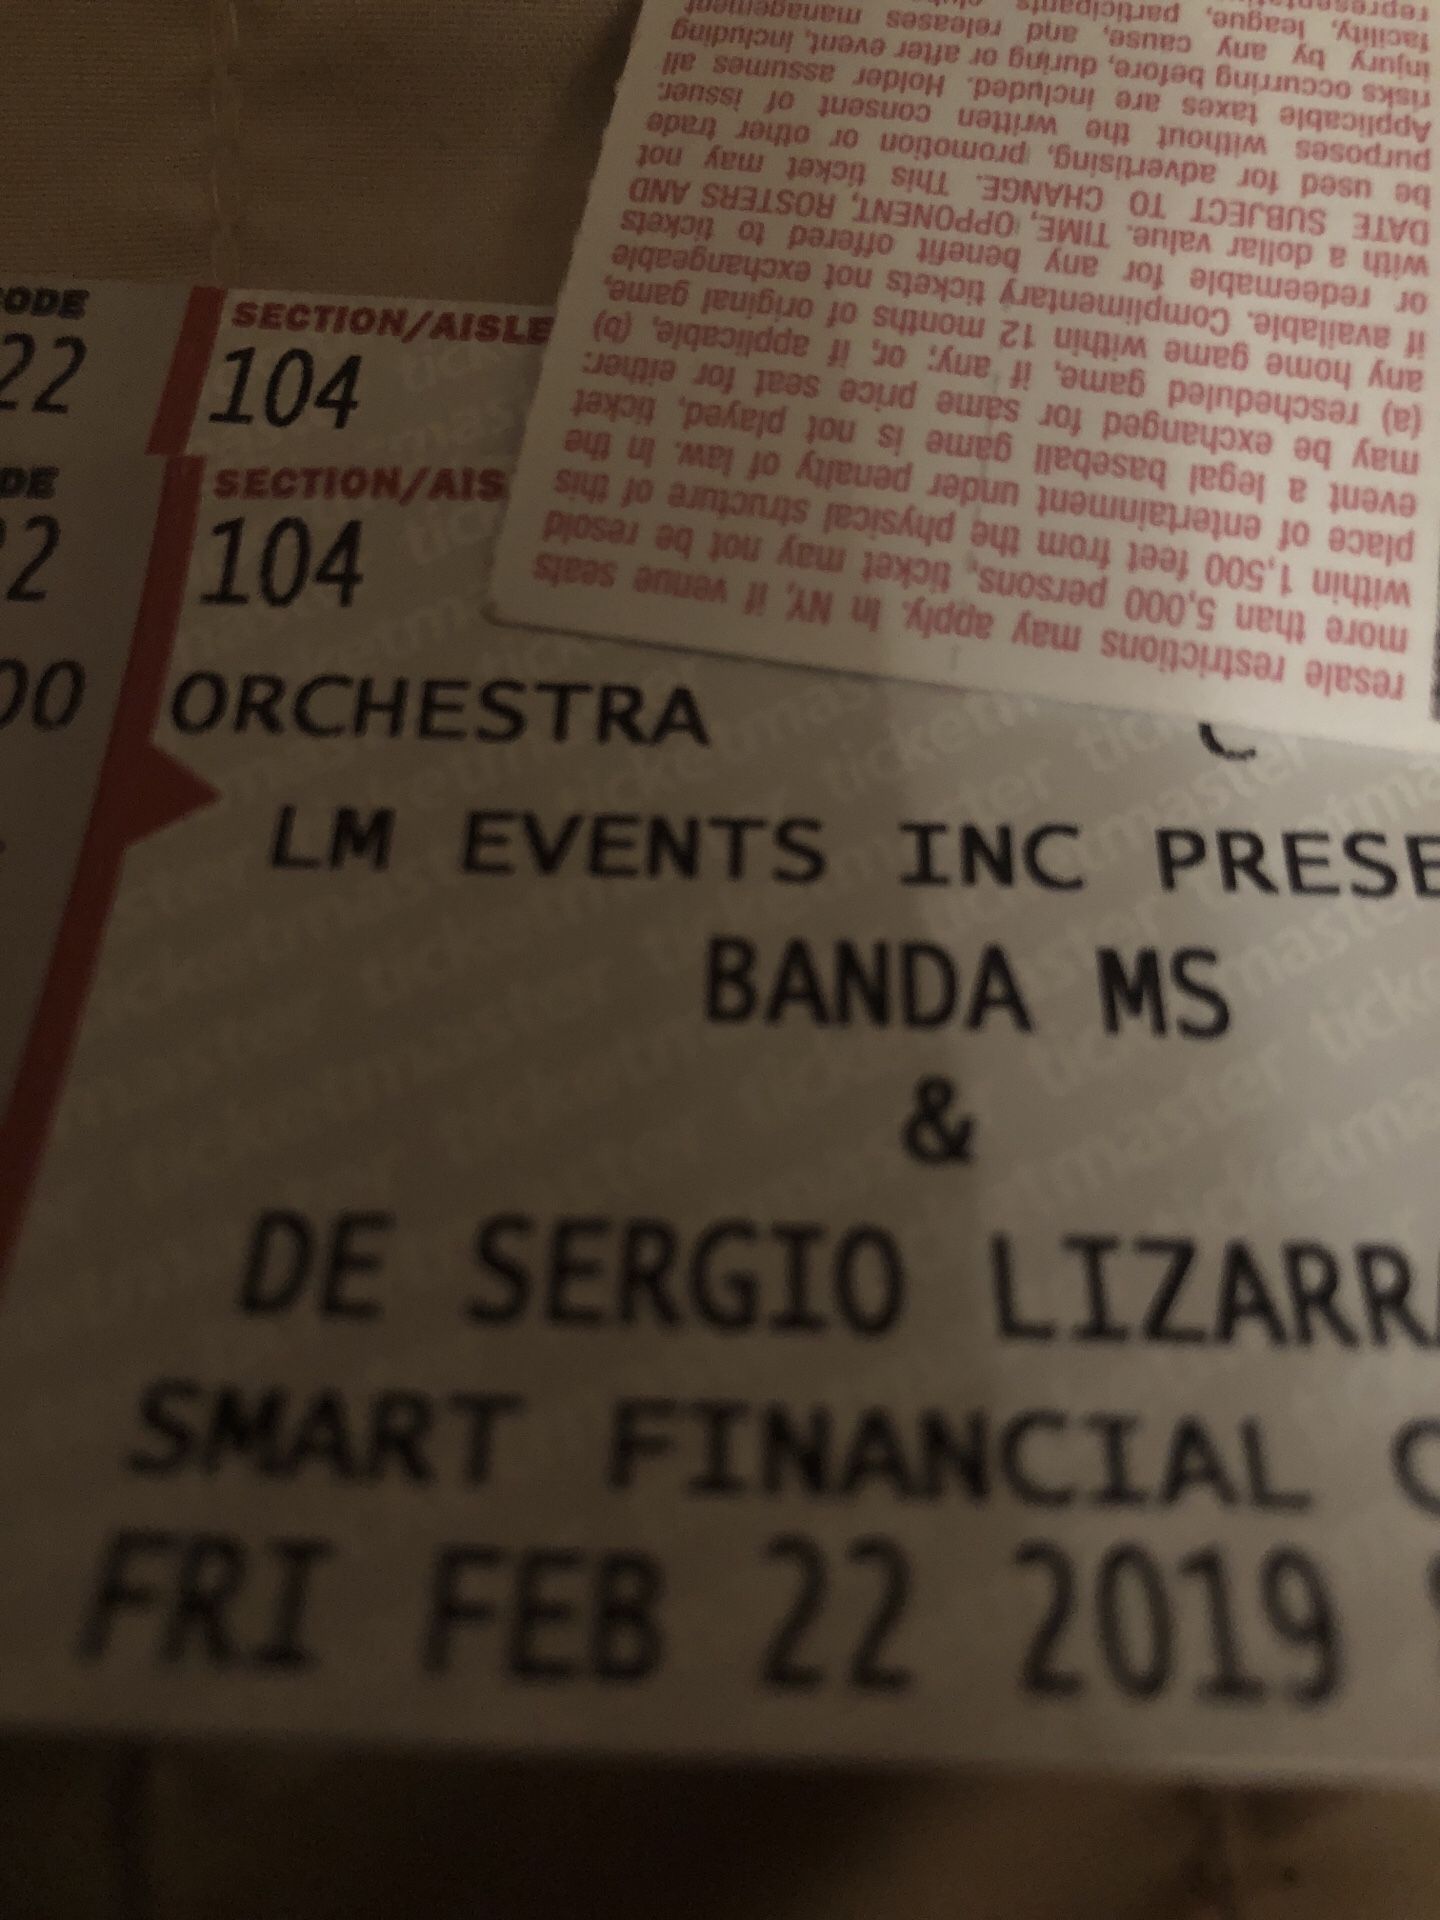 ODE
22
SECTION/AISLE
104
DE
2
SECTION/AIS
104
00
ORCHESTRA
LM EVENTS INC PRESE
BANDA MS
&
DE SERGIO LIZARR
SMART FINANCIAL C
FRI FEB 22 2019
resale restrictions may apply. In NY, if venue seats
more than 5,000 persons, ticket may not be resold
within 1,500 feet from the physical structure of this
place of entertainment under penalty of law. In the
event a legal baseball game is not played, ticket
may be exchanged for same price seat for either:
(a) rescheduled game, if any; or, if applicable, (b)
any home game within 12 months of original game,
if available. Complimentary tickets not exchangeable
or redeemable for any benefit offered to tickets
with a dollar value. TIME, OPPONENT, ROSTERS AND
DATE SUBJECT TO CHANGE. This ticket may not
be used for advertising, promotion or other trade
purposes without the written consent of issuer.
Applicable taxes are included. Holder assumes all
risks occurring before, during or after event, including
injury by any cause, and releases management
facility, league, participants